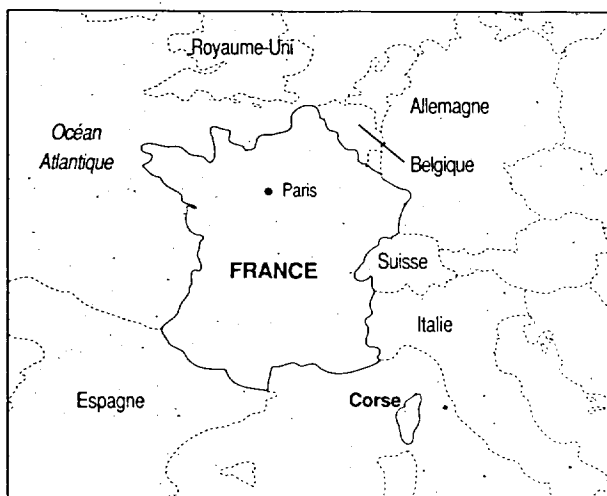 Royaume-Uni
Allemagne
Océan
Atlantique
Belgique
Paris
Suisse
FRANCE
Italie
Espagne
Corse